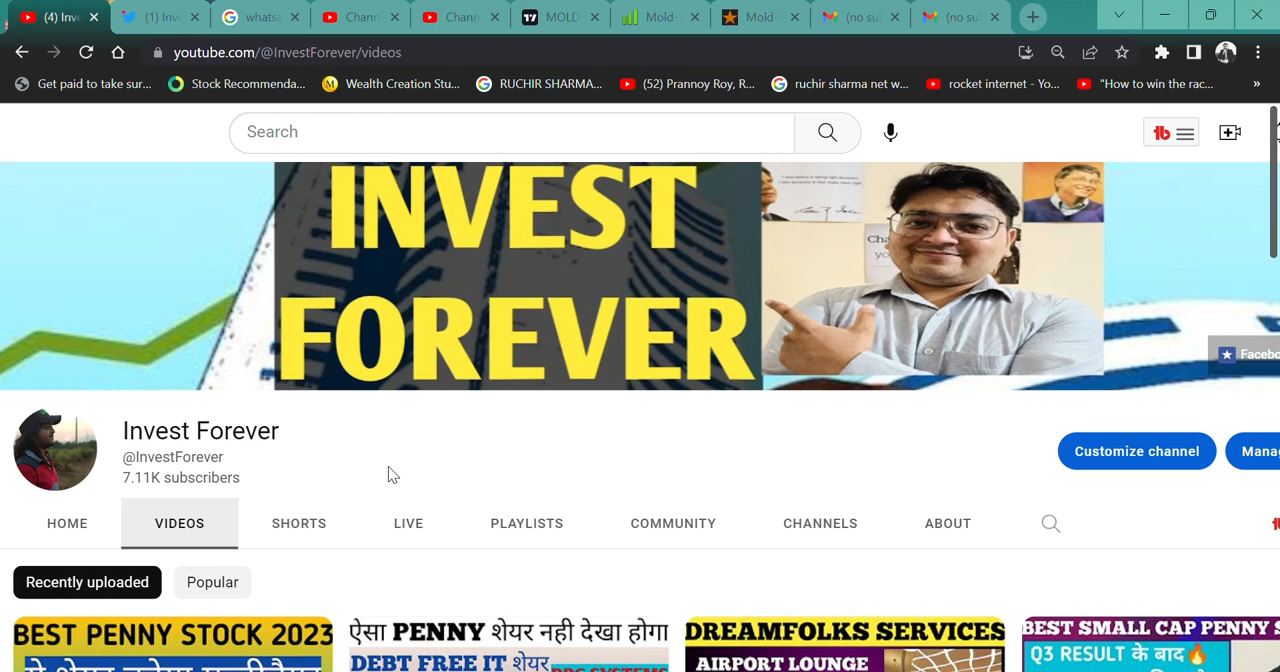 (4) Inve
(1) Inve
whats
Chann
Chann
MOLD
Mold-
Mold-
(no su
(no su
youtube.com/@InvestForever/videos
Get paid to take sur...
Stock Recommenda...
Wealth Creation Stu...
RUCHIR SHARMA...
(52) Prannoy Roy, R...
ruchir sharma net w...
rocket internet - Yo...
"How to win the rac...
»
Search
INVEST
FOREVER
Facebo
Invest Forever
@InvestForever
7.11K subscribers
Customize channel
Mana
HOME
VIDEOS
SHORTS
LIVE
PLAYLISTS
COMMUNITY
CHANNELS
ABOUT
Recently uploaded
Popular
BEST PENNY STOCK 2023
ऐसा PENNY शेयर नही देखा होगा
DEBT FREE IT शेयर
DREAMFOLKS SERVICES
AIRPORT LOUNGE
BEST SMALL CAP PENNY S
Q3 RESULT के बाद🔥